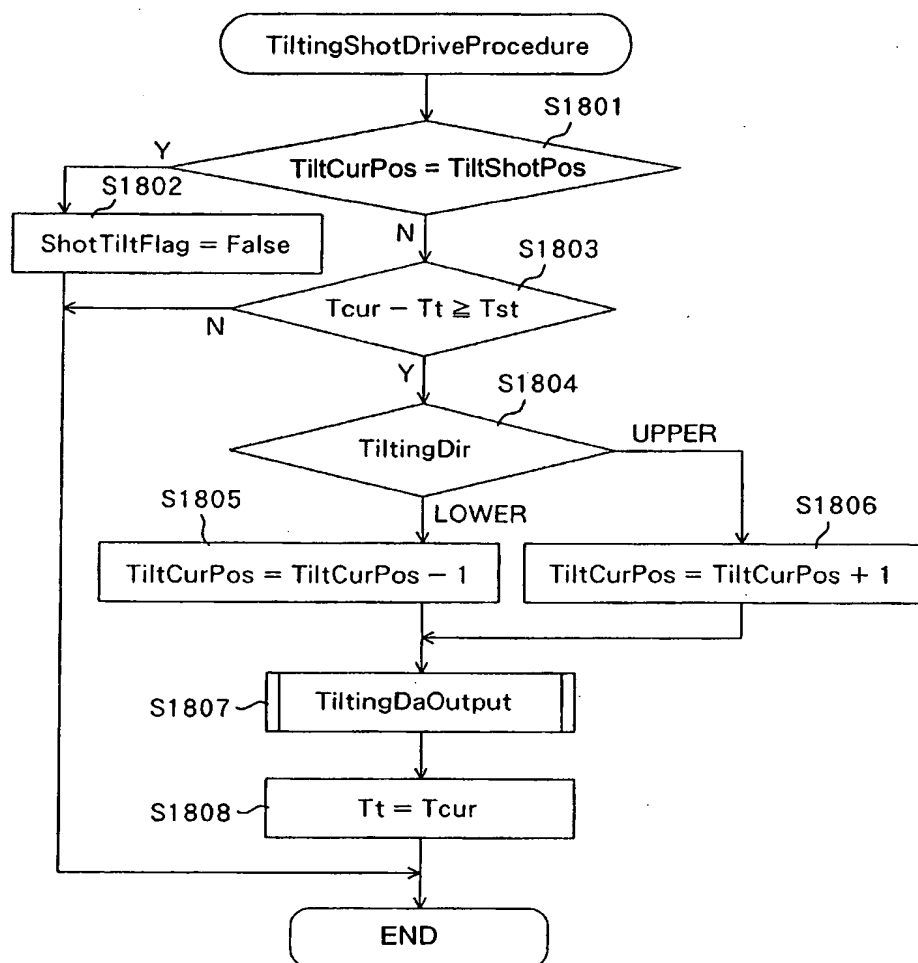 TiltingShotDriveProcedure
S1801
Y
TiltCurPos = TiltShotPos
S1802
ShotTiltFlag = False
N
S1803
Tcur − Tt ≧ Tst
N
Y
S1804
TiltingDir
UPPER
S1805
LOWER
S1806
TiltCurPos = TiltCurPos − 1
TiltCurPos = TiltCurPos + 1
S1807
TiltingDaOutput
S1808
Tt = Tcur
END